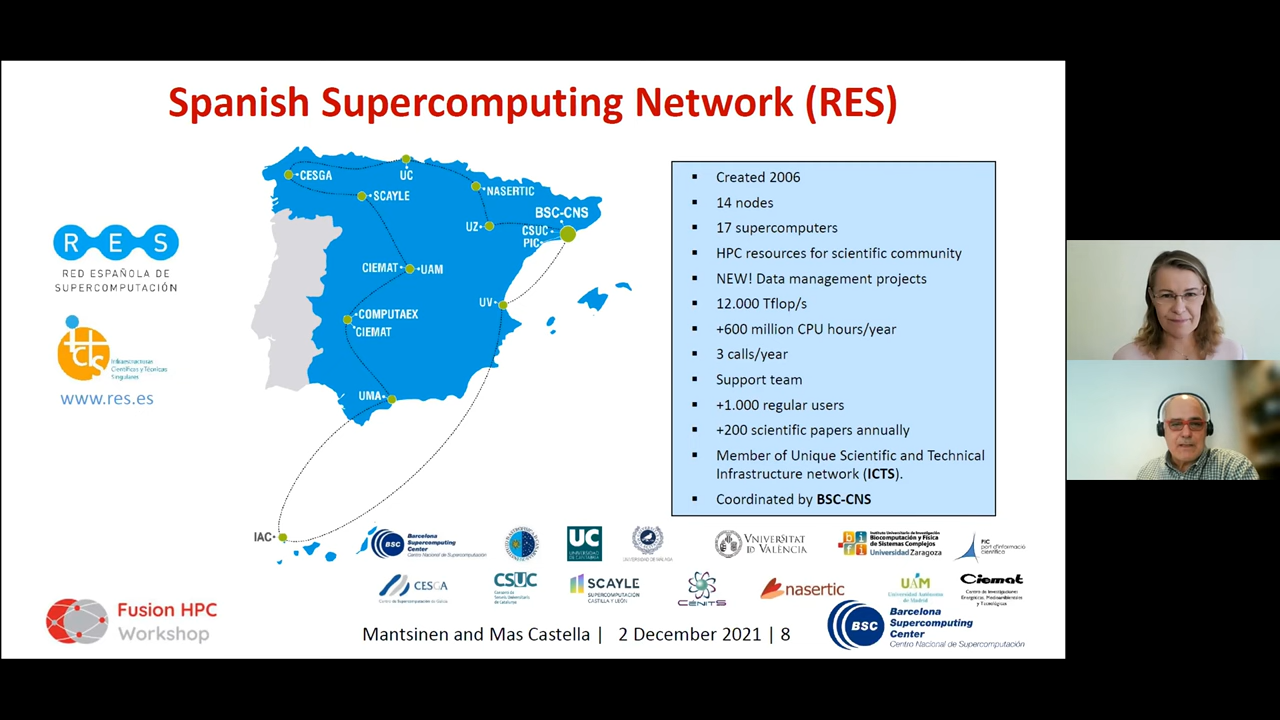 Spanish Supercomputing Network (RES)
RES
RED ESPAÑOLA DE
SUPERCOMPUTACIÓN
ICTS
Infraestructuras
Científicas y Técnicas
Singulares
www.res.es
CESGA
UC
SCAYLE
NASERTIC
BSC-CNS
UZ
CSUC
PIC
CIEMAT
UAM
UV
COMPUTAEX
CIEMAT
UMA
IAC
▪ Created 2006
▪ 14 nodes
▪ 17 supercomputers
▪ HPC resources for scientific community
▪ NEW! Data management projects
▪ 12.000 Tflop/s
▪ +600 million CPU hours/year
▪ 3 calls/year
▪ Support team
▪ +1.000 regular users
▪ +200 scientific papers annually
▪ Member of Unique Scientific and Technical
Infrastructure network (ICTS).
▪ Coordinated by BSC-CNS
BSC
Barcelona
Supercomputing
Center
Centro Nacional de Supercomputación
UC
UNIVERSIDAD
DE CANTABRIA
UNIVERSIDAD DE MÁLAGA
VNIVERSITAT
ID VALENCIA
bifi
Instituto Universitario de Investigación
Biocomputación y Física
de Sistemas Complejos
Universidad Zaragoza
PIC
port d'informació
científica
CESGA
Centro de Supercomputación de Galicia
CSUC
Consorci de
Serveis Universitaris
de Catalunya
SCAYLE
SUPERCOMPUTACIÓN
CASTILLA Y LEÓN
CénitS
nasertic
UAM
Universidad Autónoma
de Madrid
Ciemat
Centro de Investigaciones
Energéticas, Medioambientales
y Tecnológicas
Fusion HPC
Workshop
Mantsinen and Mas Castella | 2 December 2021 | 8
BSC
Barcelona
Supercomputing
Center
Centro Nacional de Supercomputación